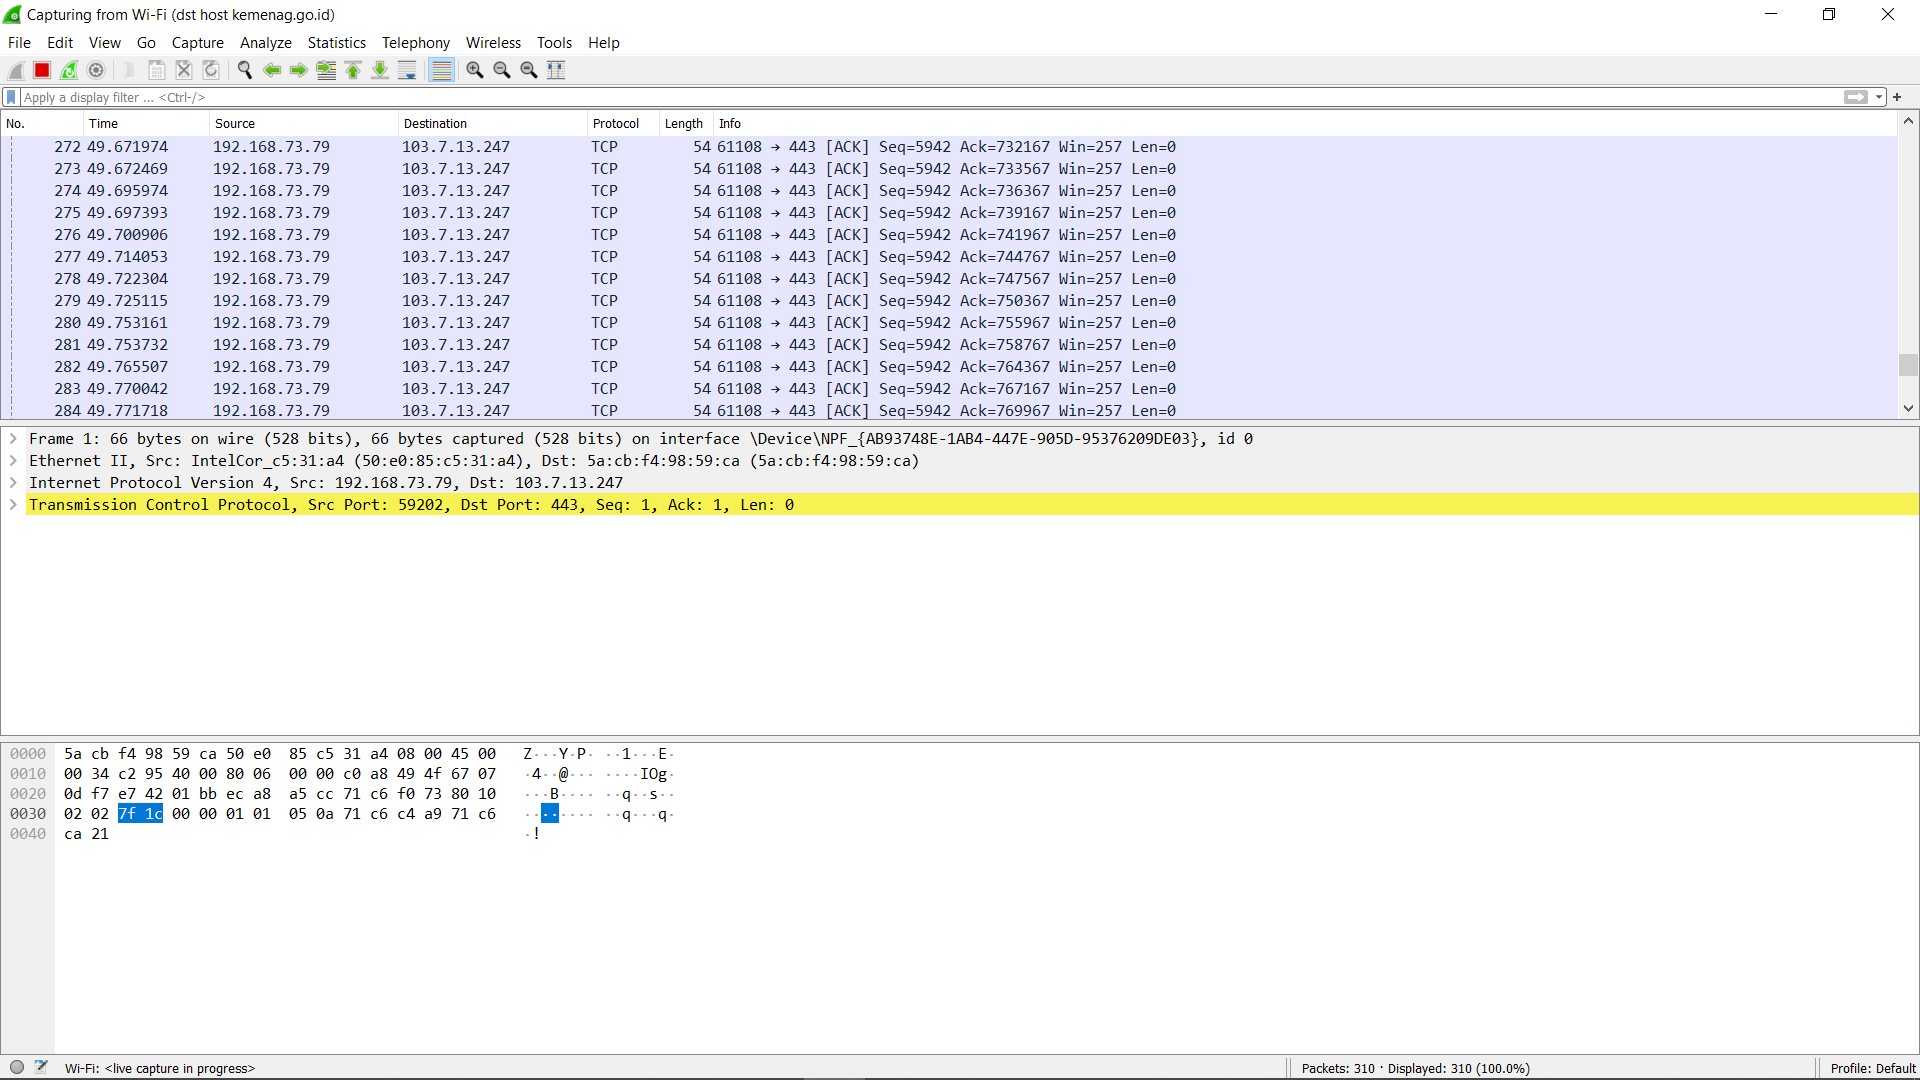 Capturing from Wi-Fi (dst host kemenag.go.id)
File Edit View Go Capture Analyze Statistics Telephony Wireless Tools Help
Apply a display filter ... <Ctrl-/>
No. Time Source Destination Protocol Length Info
272 49.671974 192.168.73.79 103.7.13.247 TCP 54 61108 → 443 [ACK] Seq=5942 Ack=732167 Win=257 Len=0
273 49.672469 192.168.73.79 103.7.13.247 TCP 54 61108 → 443 [ACK] Seq=5942 Ack=733567 Win=257 Len=0
274 49.695974 192.168.73.79 103.7.13.247 TCP 54 61108 → 443 [ACK] Seq=5942 Ack=736367 Win=257 Len=0
275 49.697393 192.168.73.79 103.7.13.247 TCP 54 61108 → 443 [ACK] Seq=5942 Ack=739167 Win=257 Len=0
276 49.700906 192.168.73.79 103.7.13.247 TCP 54 61108 → 443 [ACK] Seq=5942 Ack=741967 Win=257 Len=0
277 49.714053 192.168.73.79 103.7.13.247 TCP 54 61108 → 443 [ACK] Seq=5942 Ack=744767 Win=257 Len=0
278 49.722304 192.168.73.79 103.7.13.247 TCP 54 61108 → 443 [ACK] Seq=5942 Ack=747567 Win=257 Len=0
279 49.725115 192.168.73.79 103.7.13.247 TCP 54 61108 → 443 [ACK] Seq=5942 Ack=750367 Win=257 Len=0
280 49.753161 192.168.73.79 103.7.13.247 TCP 54 61108 → 443 [ACK] Seq=5942 Ack=755967 Win=257 Len=0
281 49.753732 192.168.73.79 103.7.13.247 TCP 54 61108 → 443 [ACK] Seq=5942 Ack=758767 Win=257 Len=0
282 49.765507 192.168.73.79 103.7.13.247 TCP 54 61108 → 443 [ACK] Seq=5942 Ack=764367 Win=257 Len=0
283 49.770042 192.168.73.79 103.7.13.247 TCP 54 61108 → 443 [ACK] Seq=5942 Ack=767167 Win=257 Len=0
284 49.771718 192.168.73.79 103.7.13.247 TCP 54 61108 → 443 [ACK] Seq=5942 Ack=769967 Win=257 Len=0
Frame 1: 66 bytes on wire (528 bits), 66 bytes captured (528 bits) on interface \Device\NPF_{AB93748E-1AB4-447E-905D-95376209DE03}, id 0
Ethernet II, Src: IntelCor_c5:31:a4 (50:e0:85:c5:31:a4), Dst: 5a:cb:f4:98:59:ca (5a:cb:f4:98:59:ca)
Internet Protocol Version 4, Src: 192.168.73.79, Dst: 103.7.13.247
Transmission Control Protocol, Src Port: 59202, Dst Port: 443, Seq: 1, Ack: 1, Len: 0
0000 5a cb f4 98 59 ca 50 e0 85 c5 31 a4 08 00 45 00 Z···Y·P· ··1···E·
0010 00 34 c2 95 40 00 80 06 00 00 c0 a8 49 4f 67 07 ·4··@··· ····IOg·
0020 0d f7 e7 42 01 bb ec a8 a5 cc 71 c6 f0 73 80 10 ···B···· ··q··s··
0030 02 02 7f 1c 00 00 01 01 05 0a 71 c6 c4 a9 71 c6 ········ ··q···q·
0040 ca 21 ·!
Wi-Fi: <live capture in progress> Packets: 310 · Displayed: 310 (100.0%) Profile: Default